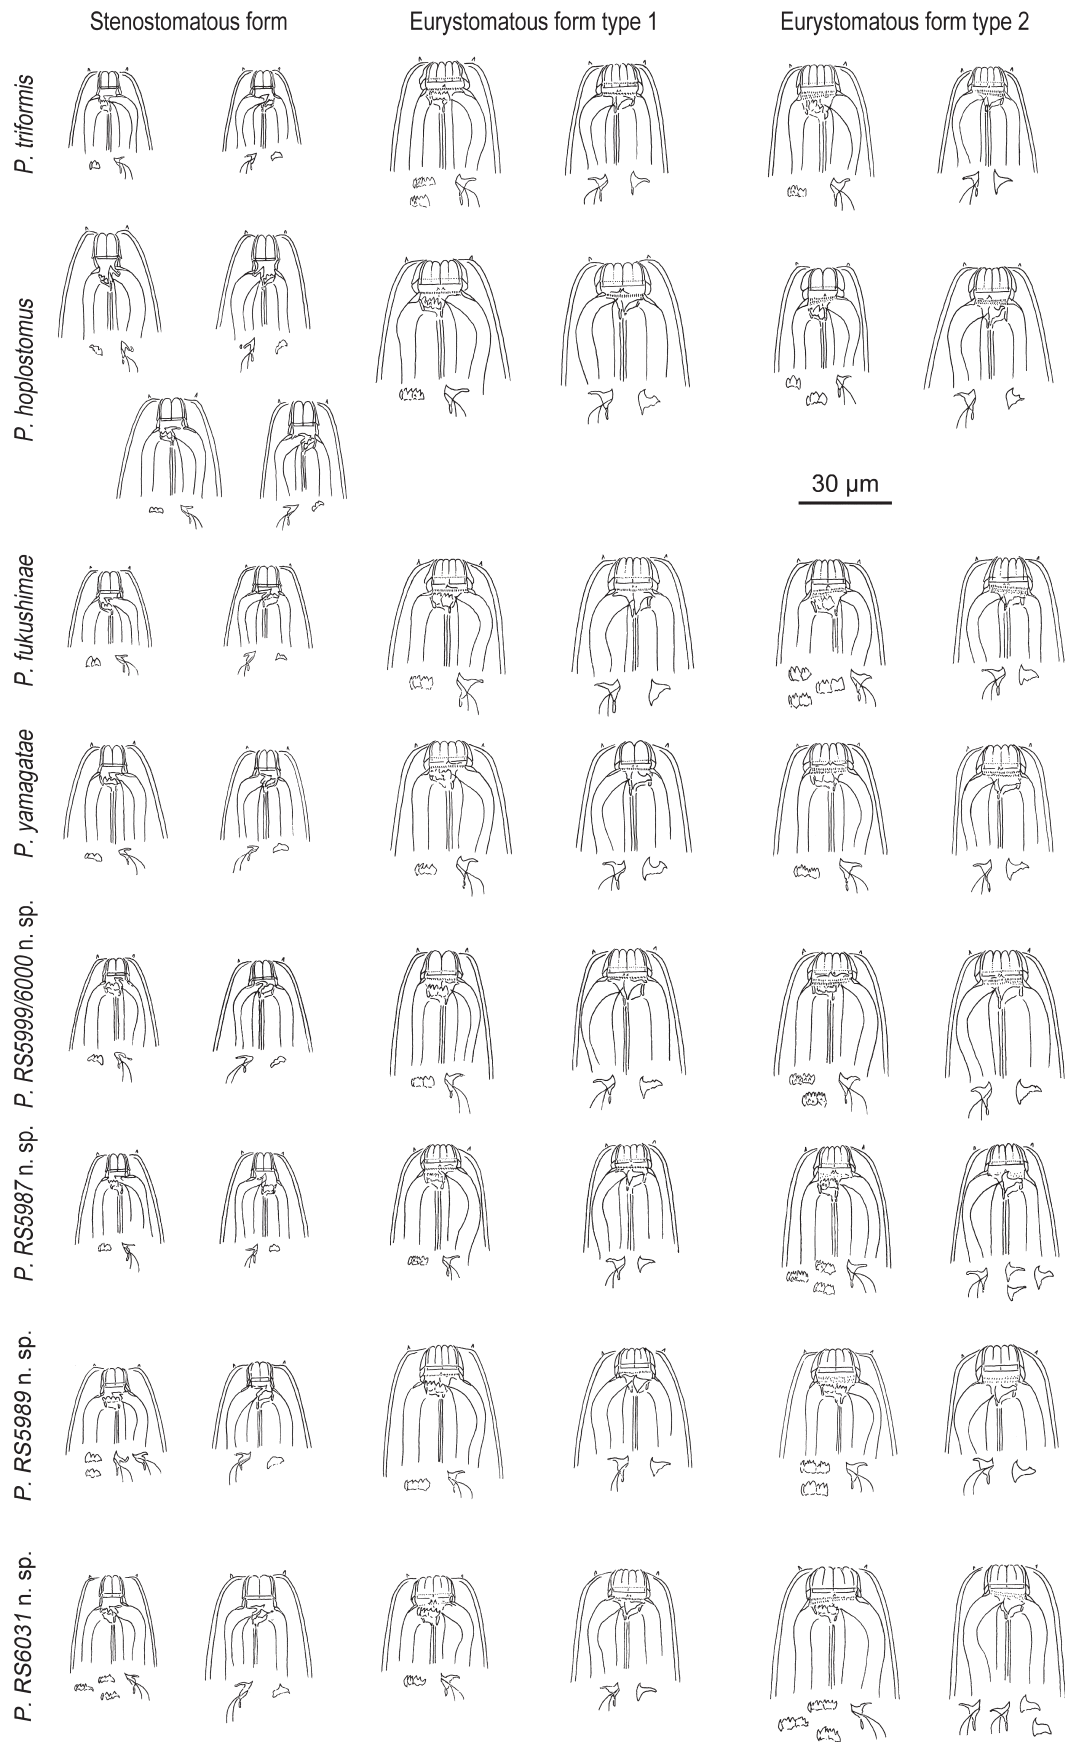 Stenostomatous form
Eurystomatous form type 1
Eurystomatous form type 2
P. triformis
P. hoplostomus
30 µm
P. fukushimae
P. yamagatae
P. RS5999/6000 n. sp.
P. RS5987 n. sp.
P. RS5989 n. sp.
P. RS6031 n. sp.